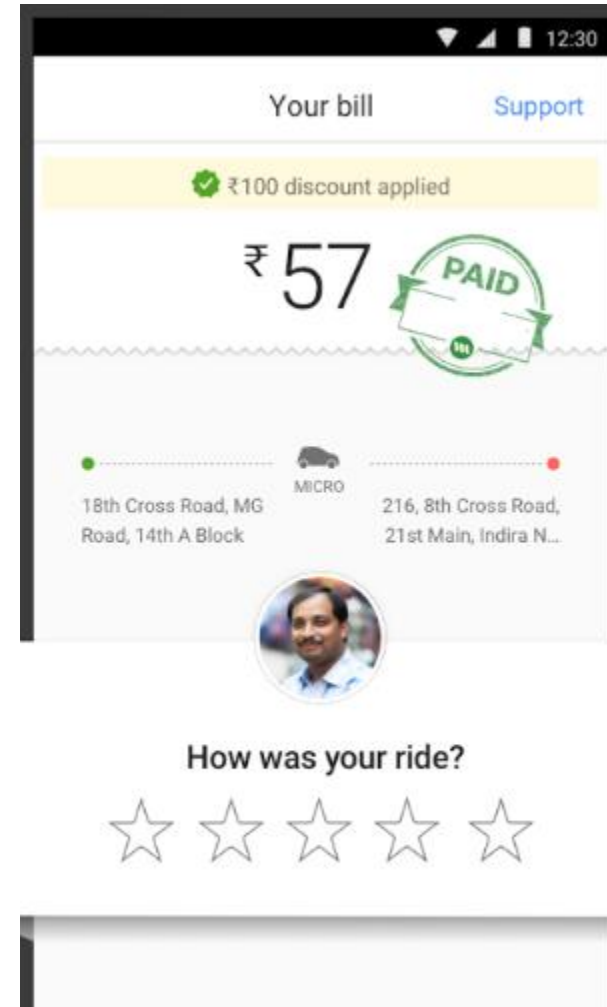 12:30
Your bill
Support
₹100 discount applied
₹57
PAID
m
MICRO
18th Cross Road, MG
Road, 14th A Block
216, 8th Cross Road,
21st Main, Indira N...
How was your ride?